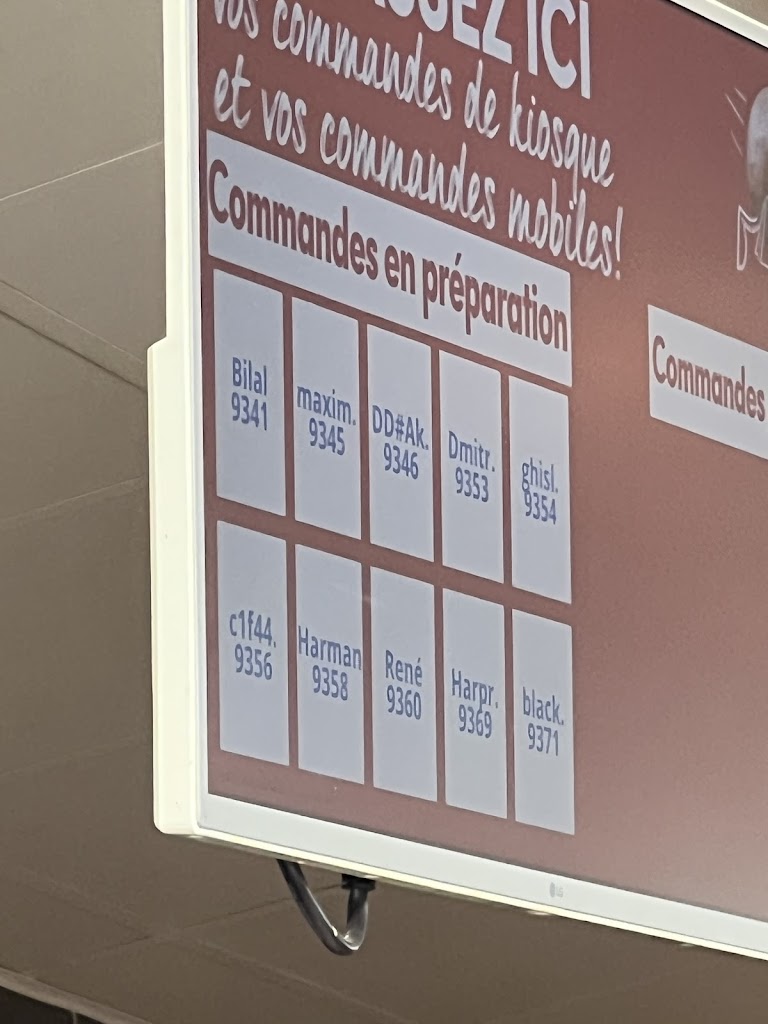 ICI
vos commandes de kiosque
et vos commandes mobiles!
Commandes en préparation
Commandes
Bilal
9341
maxim.
9345
DD#Ak.
9346
Dmitr.
9353
ghisl.
9354
c1f44.
9356
Harman
9358
René
9360
Harpr.
9369
black.
9371
LG